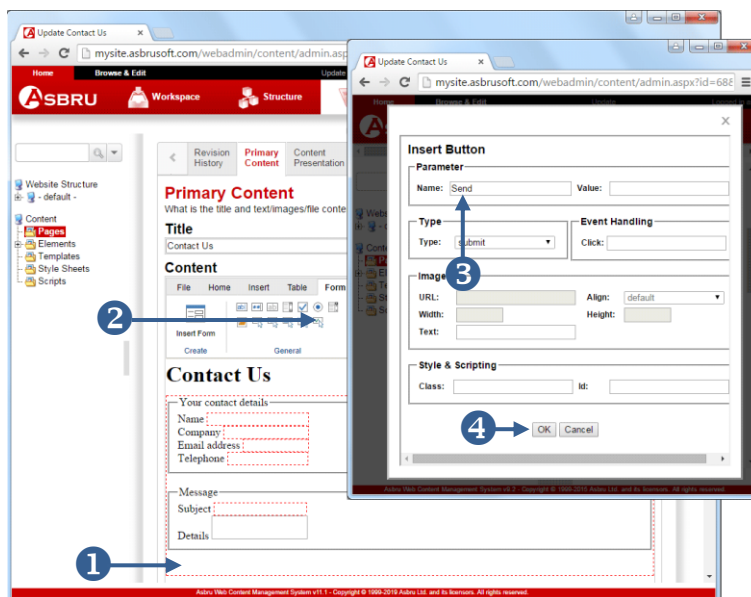 Update Contact Us
mysite.asbrusoft.com/webadmin/content/admin.asp
Home Browse & Edit Update
ASBRU Workspace Structure
Revision History
Primary Content
Content Presentation
Website Structure
- default -
Content
Pages
Elements
Templates
Style Sheets
Scripts
Primary Content
What is the title and text/images/file conte
Title
Contact Us
Content
File Home Insert Table Form
Insert Form
Create General
2
Contact Us
Your contact details
Name
Company
Email address
Telephone
Message
Subject
Details
1
Asbru Web Content Management System v11.1 - Copyright © 1999-2019 Asbru Ltd. and its licensors. All rights reserved.
Update Contact Us
mysite.asbrusoft.com/webadmin/content/admin.aspx?id=68
Home Browse & Edit Update
Insert Button
Parameter
Name: Send Value:
Type
Type: submit
Event Handling
Click:
3
Image
URL: Align: default
Width: Height:
Text:
Style & Scripting
Class: Id:
4
OK Cancel